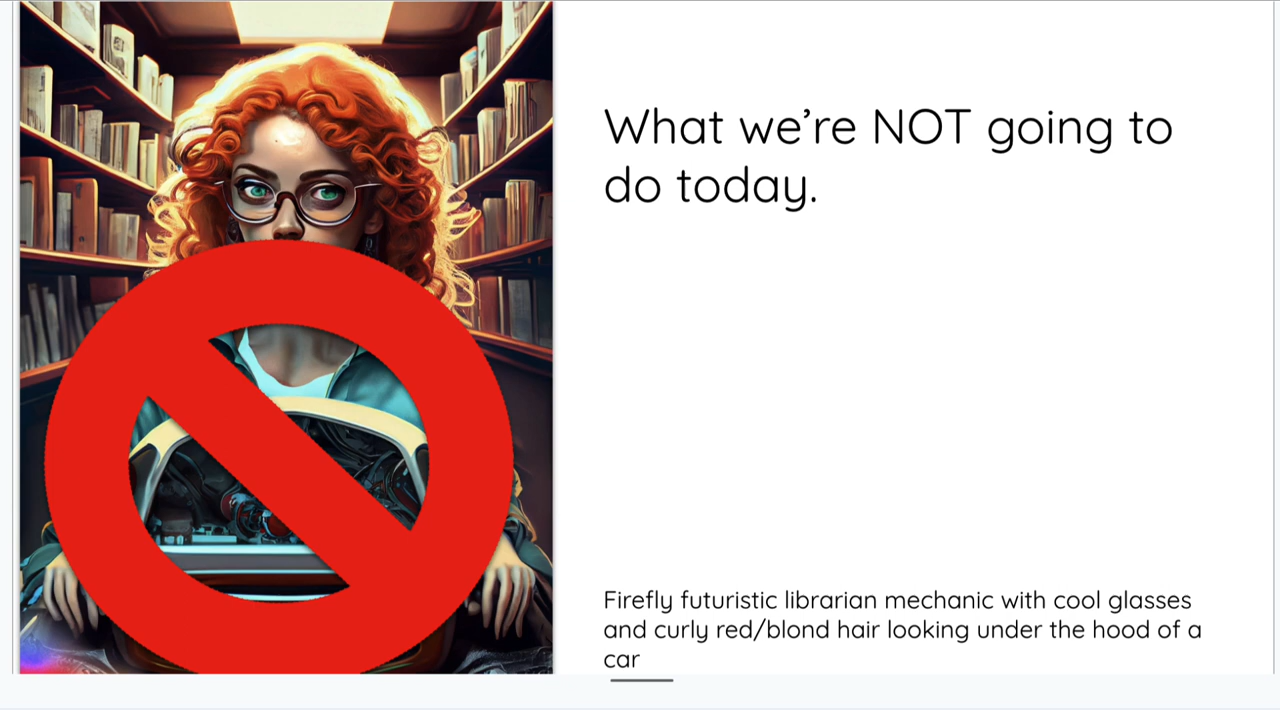 What we’re NOT going to
do today.
Firefly futuristic librarian mechanic with cool glasses
and curly red/blond hair looking under the hood of a
car